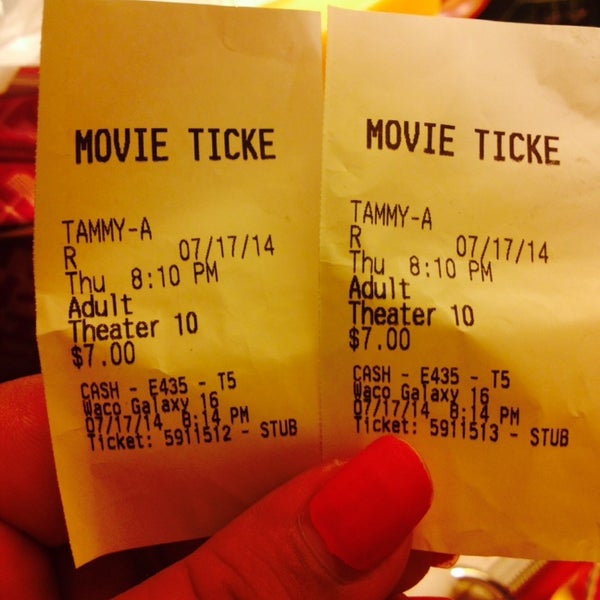 MOVIE TICKE
TAMMY-A
R 07/17/14
Thu 8:10 PM
Adult
Theater 10
$7.00
CASH - E435 - T5
Waco Galaxy 16
07/17/14 8:14 PM
Ticket: 5911512 - STUB
MOVIE TICKE
TAMMY-A
R 07/17/14
Thu 8:10 PM
Adult
Theater 10
$7.00
CASH - E435 - T5
Waco Galaxy 16
07/17/14 8:14 PM
Ticket: 5911513 - STUB